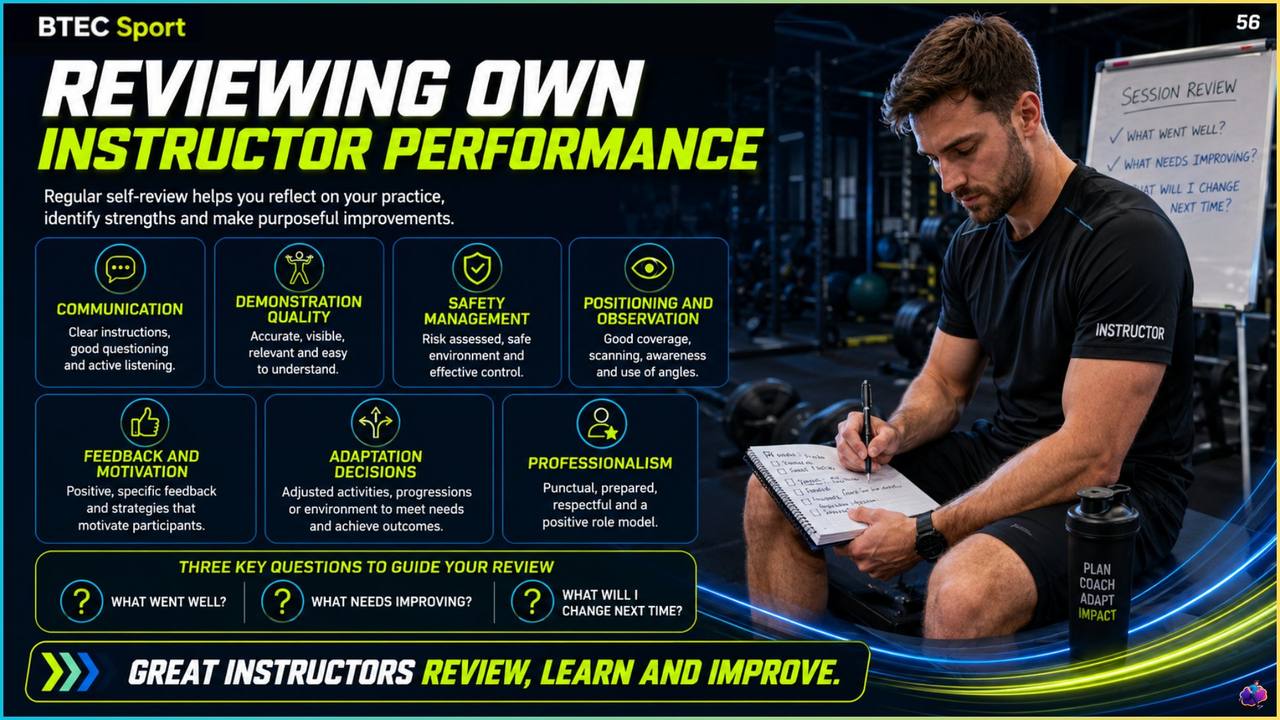 BTEC Sport
56
REVIEWING OWN
INSTRUCTOR PERFORMANCE
Regular self-review helps you reflect on your practice,
identify strengths and make purposeful improvements.
COMMUNICATION
Clear instructions,
good questioning
and active listening.
DEMONSTRATION
QUALITY
Accurate, visible,
relevant and easy
to understand.
SAFETY
MANAGEMENT
Risk assessed, safe
environment and
effective control.
POSITIONING AND
OBSERVATION
Good coverage,
scanning, awareness
and use of angles.
FEEDBACK AND
MOTIVATION
Positive, specific feedback
and strategies that
motivate participants.
ADAPTATION
DECISIONS
Adjusted activities, progressions
or environment to meet needs
and achieve outcomes.
PROFESSIONALISM
Punctual, prepared,
respectful and a
positive role model.
THREE KEY QUESTIONS TO GUIDE YOUR REVIEW
? WHAT WENT WELL?
? WHAT NEEDS IMPROVING?
? WHAT WILL I
CHANGE NEXT TIME?
GREAT INSTRUCTORS REVIEW, LEARN AND IMPROVE.
SESSION REVIEW
✓ WHAT WENT WELL?
✓ WHAT NEEDS IMPROVING?
WILL I CHANGE
NEXT TIME?
INSTRUCTOR
PLAN
COACH
ADAPT
IMPACT